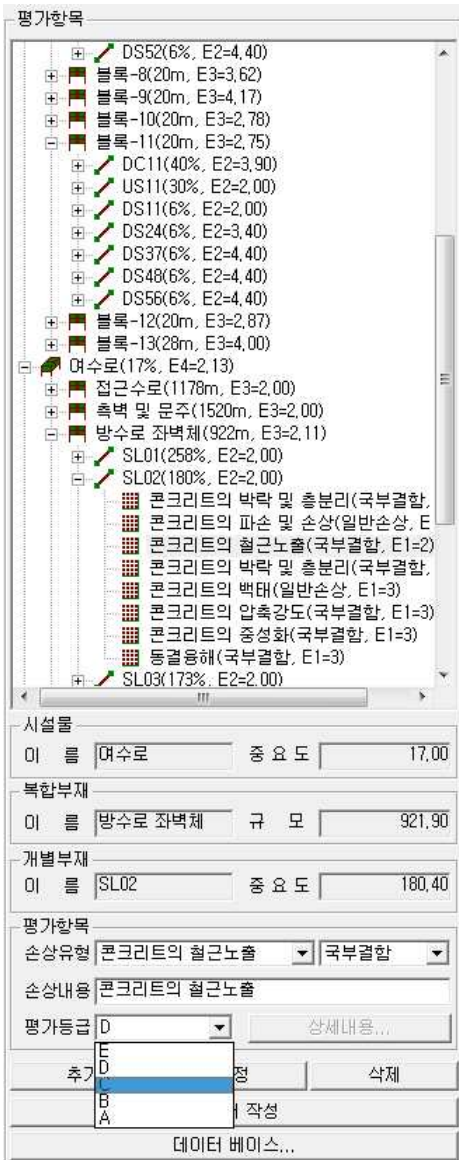 평가항목
DS52(6%, E2=4,40)
블록-8(20m, E3=3,62)
블록-9(20m, E3=4,17)
블록-10(20m, E3=2,78)
블록-11(20m, E3=2,75)
DC11(40%, E2=3,90)
US11(30%, E2=2,00)
DS11(6%, E2=2,00)
DS24(6%, E2=3,40)
DS37(6%, E2=4,40)
DS48(6%, E2=4,40)
DS56(6%, E2=4,40)
블록-12(20m, E3=2,87)
블록-13(28m, E3=4,00)
여수로(17%, E4=2,13)
접근수로(1178m, E3=2,00)
측벽 및 문주(1520m, E3=2,00)
방수로 좌벽체(922m, E3=2,11)
SL01(258%, E2=2,00)
SL02(180%, E2=2,00)
콘크리트의 박락 및 층분리(국부결함,
콘크리트의 파손 및 손상(일반손상, E
콘크리트의 철근노출(국부결함, E1=2)
콘크리트의 박락 및 층분리(국부결함,
콘크리트의 백태(일반손상, E1=3)
콘크리트의 압축강도(국부결함, E1=3)
콘크리트의 중성화(국부결함, E1=3)
동결융해(국부결함, E1=3)
SL03(173%, E2=2,00)
시설물
이 름 여수로 중 요 도 17,00
복합부재
이 름 방수로 좌벽체 규 모 921,90
개별부재
이 름 SL02 중 요 도 180,40
평가항목
손상유형 콘크리트의 철근노출 국부결함
손상내용 콘크리트의 철근노출
평가등급 D 상세내용...
E
D
C
B
A
추 정 삭제
작성
데이터 베이스...